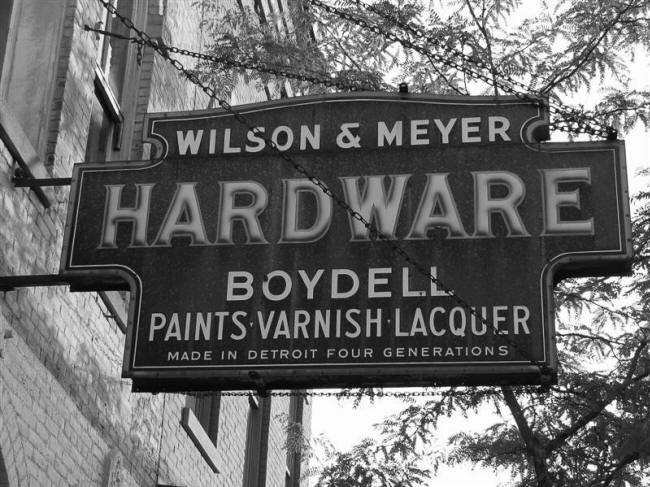 WILSON & MEYER
HARDWARE
BOYDELL
PAINTS·VARNISH·LACQUER
MADE IN DETROIT FOUR GENERATIONS